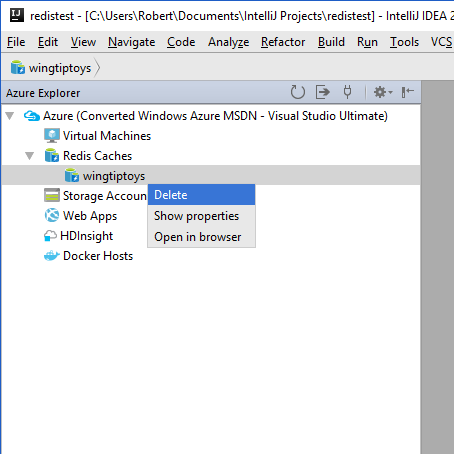 IJ redistest - [C:\Users\Robert\Documents\IntelliJ Projects\redistest] - IntelliJ IDEA 2
File Edit View Navigate Code Analyze Refactor Build Run Tools VCS
wingtiptoys
Azure Explorer
Azure (Converted Windows Azure MSDN - Visual Studio Ultimate)
Virtual Machines
Redis Caches
wingtiptoys
Delete
Storage Accoun
Show properties
Web Apps
Open in browser
HDInsight
Docker Hosts